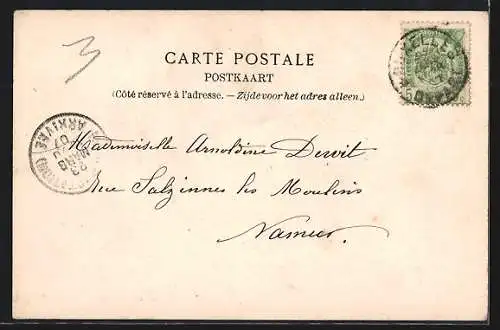 3
CARTE POSTALE
POSTKAART
(Côté réservé à l'adresse. — Zijde voor het adres alleen.)
ARRIVÉE
Mademoiselle Arnoldine Dewit
Rue Salzinnes les Moulins
Namur.